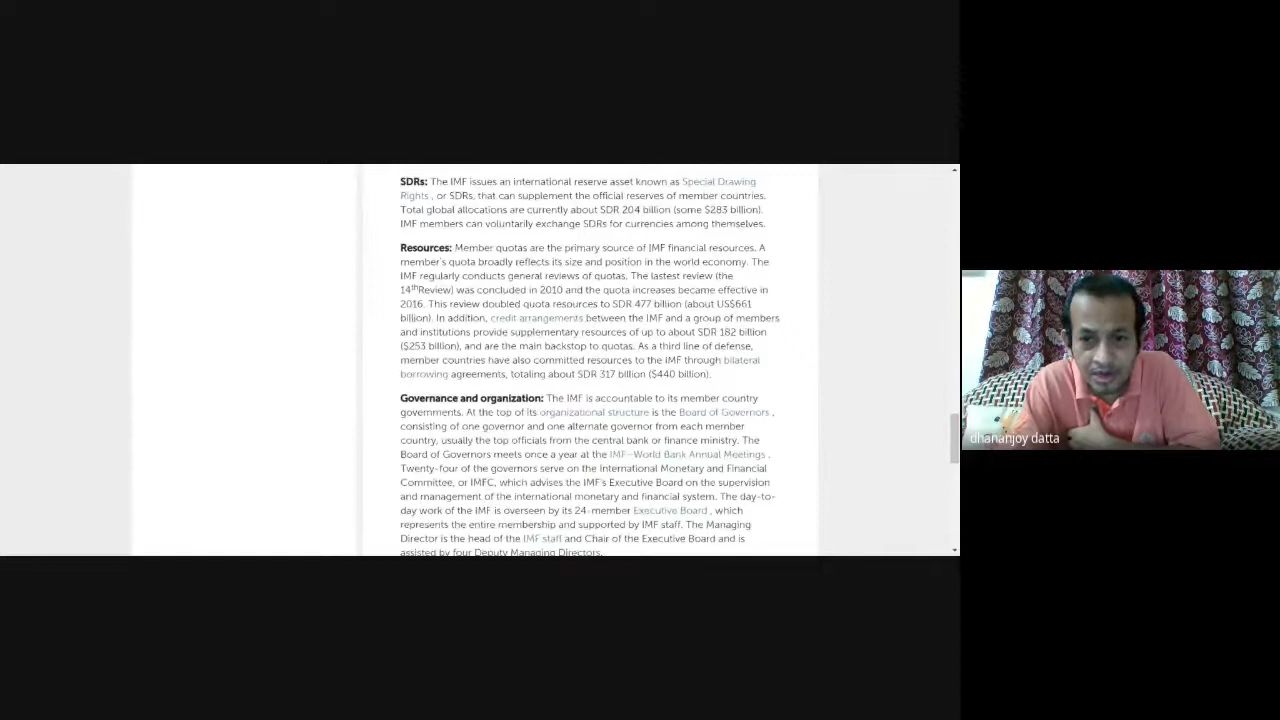 SDRs: The IMF issues an international reserve asset known as Special Drawing
Rights , or SDRs, that can supplement the official reserves of member countries.
Total global allocations are currently about SDR 204 billion (some $283 billion).
IMF members can voluntarily exchange SDRs for currencies among themselves.
Resources: Member quotas are the primary source of IMF financial resources. A
member's quota broadly reflects its size and position in the world economy. The
IMF regularly conducts general reviews of quotas. The lastest review (the
14thReview) was concluded in 2010 and the quota increases became effective in
2016. This review doubled quota resources to SDR 477 billion (about US$661
billion). In addition, credit arrangements between the IMF and a group of members
and institutions provide supplementary resources of up to about SDR 182 billion
($253 billion), and are the main backstop to quotas. As a third line of defense,
member countries have also committed resources to the IMF through bilateral
borrowing agreements, totaling about SDR 317 billion ($440 billion).
Governance and organization: The IMF is accountable to its member country
governments. At the top of its organizational structure is the Board of Governors ,
consisting of one governor and one alternate governor from each member
country, usually the top officials from the central bank or finance ministry. The
Board of Governors meets once a year at the IMF–World Bank Annual Meetings .
Twenty-four of the governors serve on the International Monetary and Financial
Committee, or IMFC, which advises the IMF's Executive Board on the supervision
and management of the international monetary and financial system. The day-to-
day work of the IMF is overseen by its 24-member Executive Board , which
represents the entire membership and supported by IMF staff. The Managing
Director is the head of the IMF staff and Chair of the Executive Board and is
assisted by four Deputy Managing Directors.
dhananjoy datta